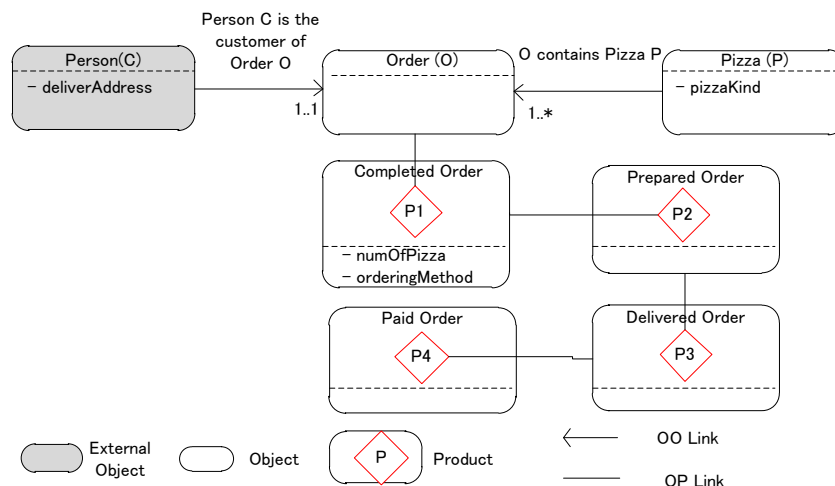 Person C is the
customer of
Order O
Person(C)
- deliverAddress
1..1
Order (O)
O contains Pizza P
1..*
Pizza (P)
- pizzaKind
Completed Order
P1
- numOfPizza
- orderingMethod
Prepared Order
P2
Paid Order
P4
Delivered Order
P3
External
Object
Object
P
Product
OO Link
OP Link